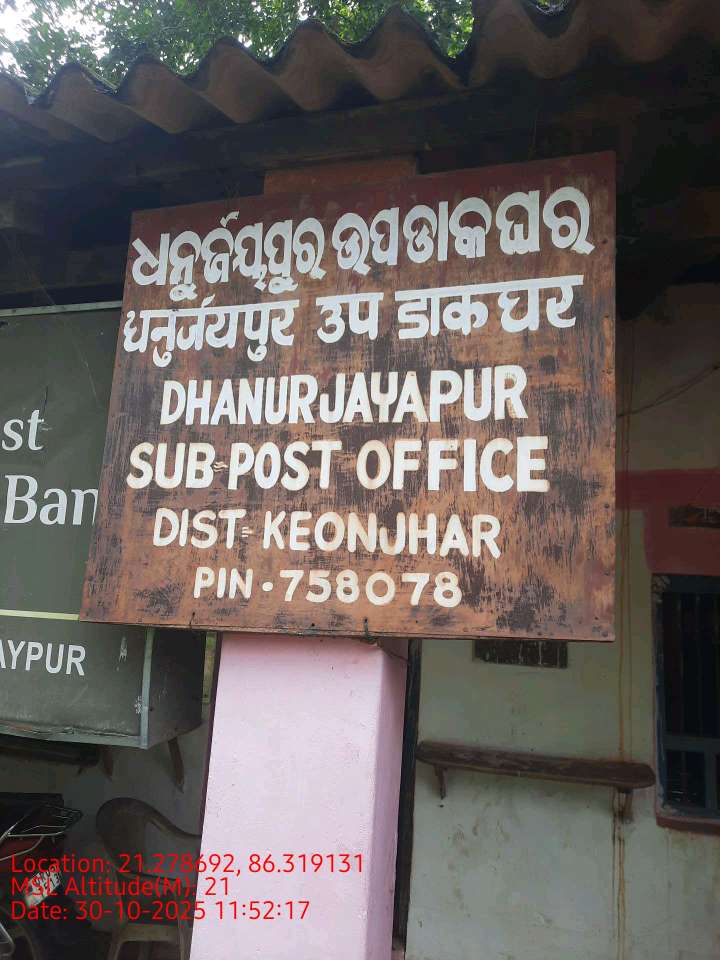 ଧନୁର୍ଜୟପୁର ଉପଡାକଘର
धनुर्जयपुर उप डाक घर
DHANURJAYAPUR
SUB-POST OFFICE
DIST- KEONJHAR
PIN-758078
st
Ban
AYPUR
Location: 21.278692, 86.319131
MSL Altitude(M): 21
Date: 30-10-2025 11:52:17